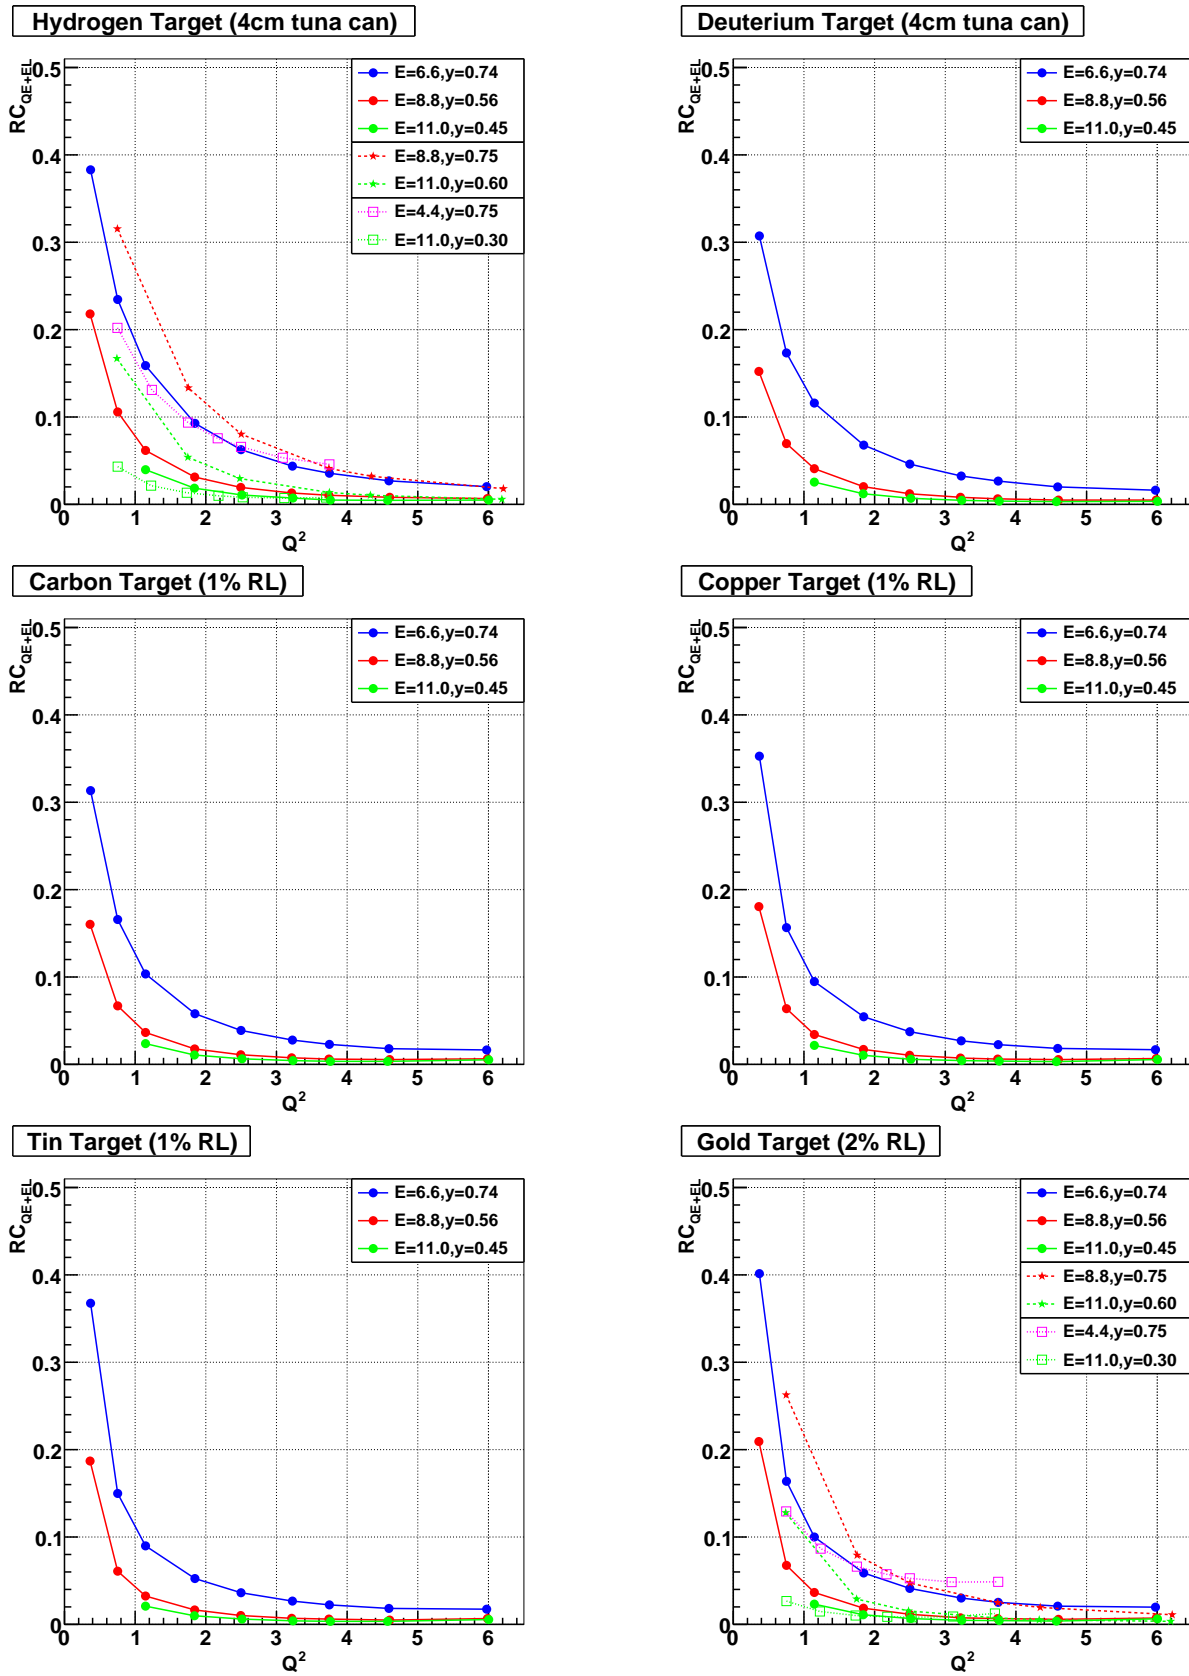 Hydrogen Target (4cm tuna can)
RC_QE+EL
0.5
0.4
0.3
0.2
0.1
0
E=6.6,y=0.74
E=8.8,y=0.56
E=11.0,y=0.45
E=8.8,y=0.75
E=11.0,y=0.60
E=4.4,y=0.75
E=11.0,y=0.30
0 1 2 3 4 5 6
Q²
Deuterium Target (4cm tuna can)
RC_QE+EL
0.5
0.4
0.3
0.2
0.1
0
E=6.6,y=0.74
E=8.8,y=0.56
E=11.0,y=0.45
0 1 2 3 4 5 6
Q²
Carbon Target (1% RL)
RC_QE+EL
0.5
0.4
0.3
0.2
0.1
0
E=6.6,y=0.74
E=8.8,y=0.56
E=11.0,y=0.45
0 1 2 3 4 5 6
Q²
Copper Target (1% RL)
RC_QE+EL
0.5
0.4
0.3
0.2
0.1
0
E=6.6,y=0.74
E=8.8,y=0.56
E=11.0,y=0.45
0 1 2 3 4 5 6
Q²
Tin Target (1% RL)
RC_QE+EL
0.5
0.4
0.3
0.2
0.1
0
E=6.6,y=0.74
E=8.8,y=0.56
E=11.0,y=0.45
0 1 2 3 4 5 6
Q²
Gold Target (2% RL)
RC_QE+EL
0.5
0.4
0.3
0.2
0.1
0
E=6.6,y=0.74
E=8.8,y=0.56
E=11.0,y=0.45
E=8.8,y=0.75
E=11.0,y=0.60
E=4.4,y=0.75
E=11.0,y=0.30
0 1 2 3 4 5 6
Q²